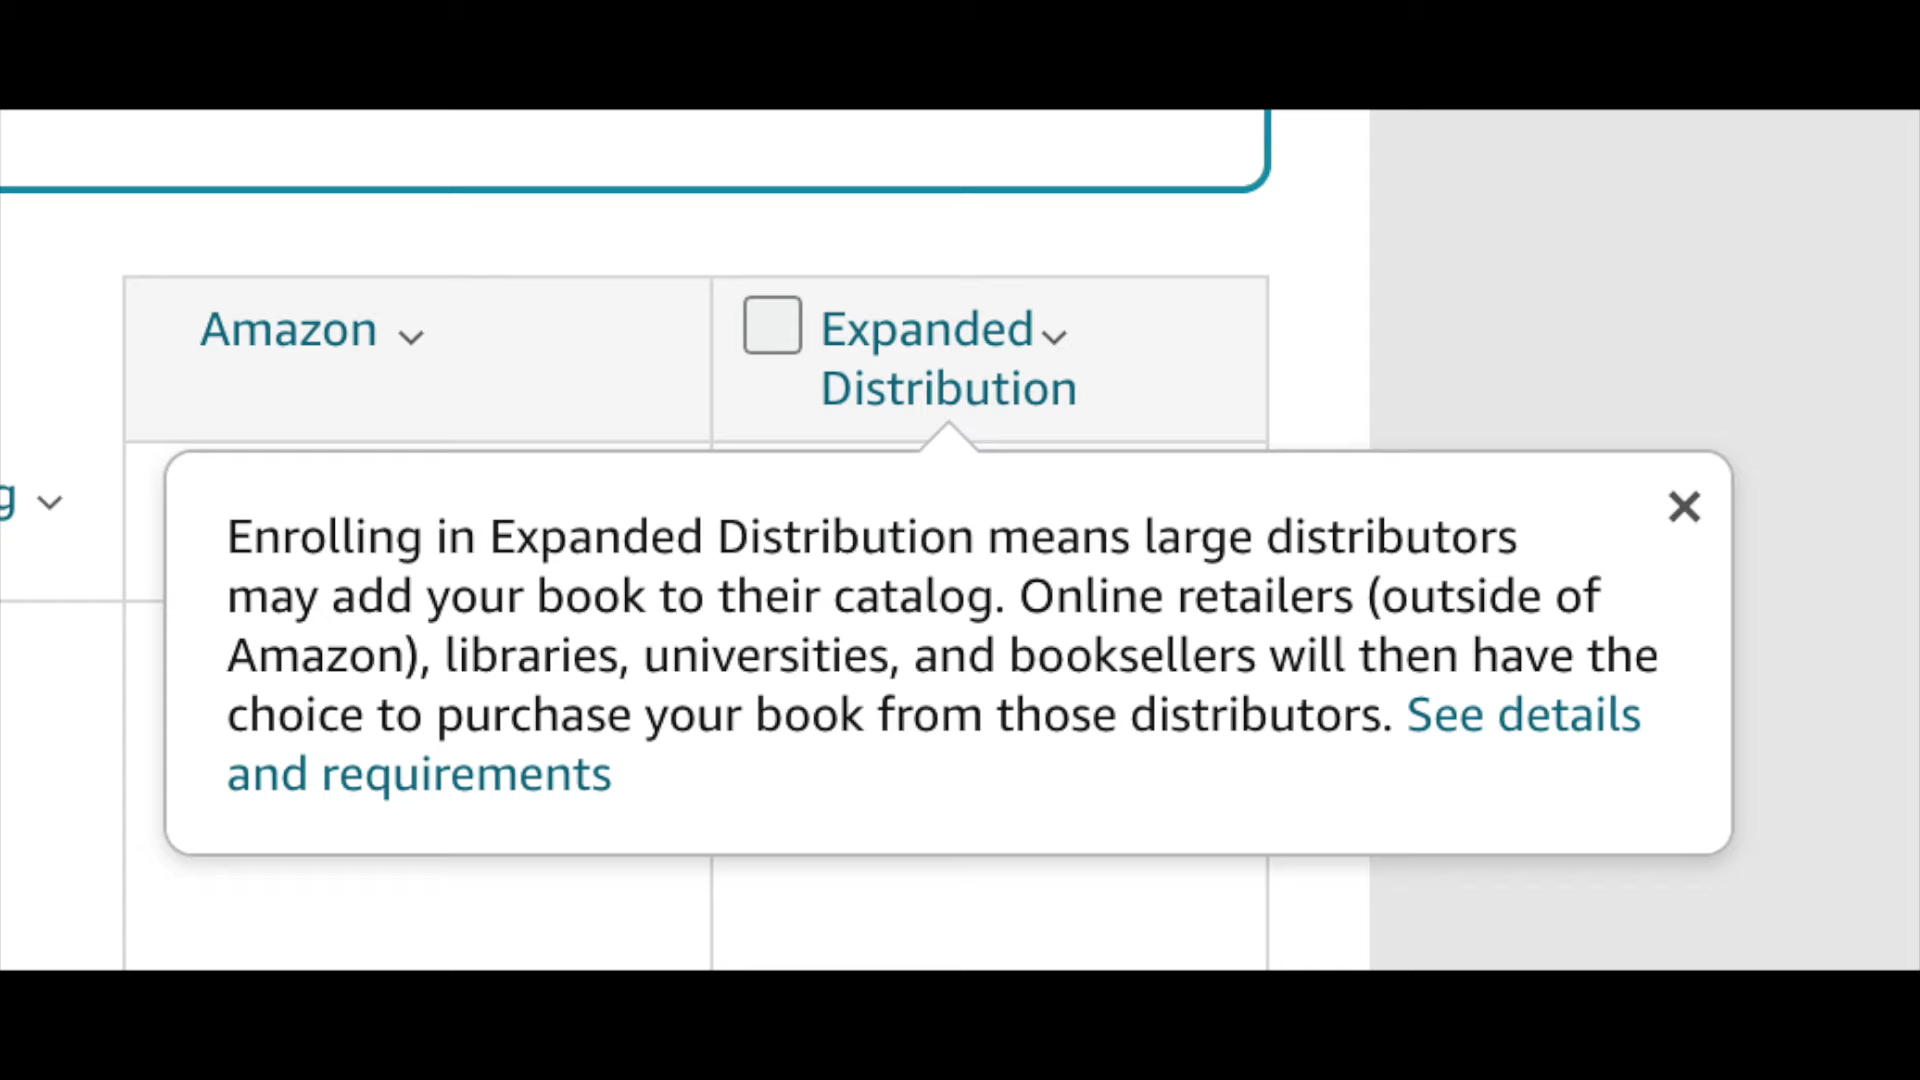 Amazon
Expanded
Distribution
g
Enrolling in Expanded Distribution means large distributors
may add your book to their catalog. Online retailers (outside of
Amazon), libraries, universities, and booksellers will then have the
choice to purchase your book from those distributors. See details
and requirements